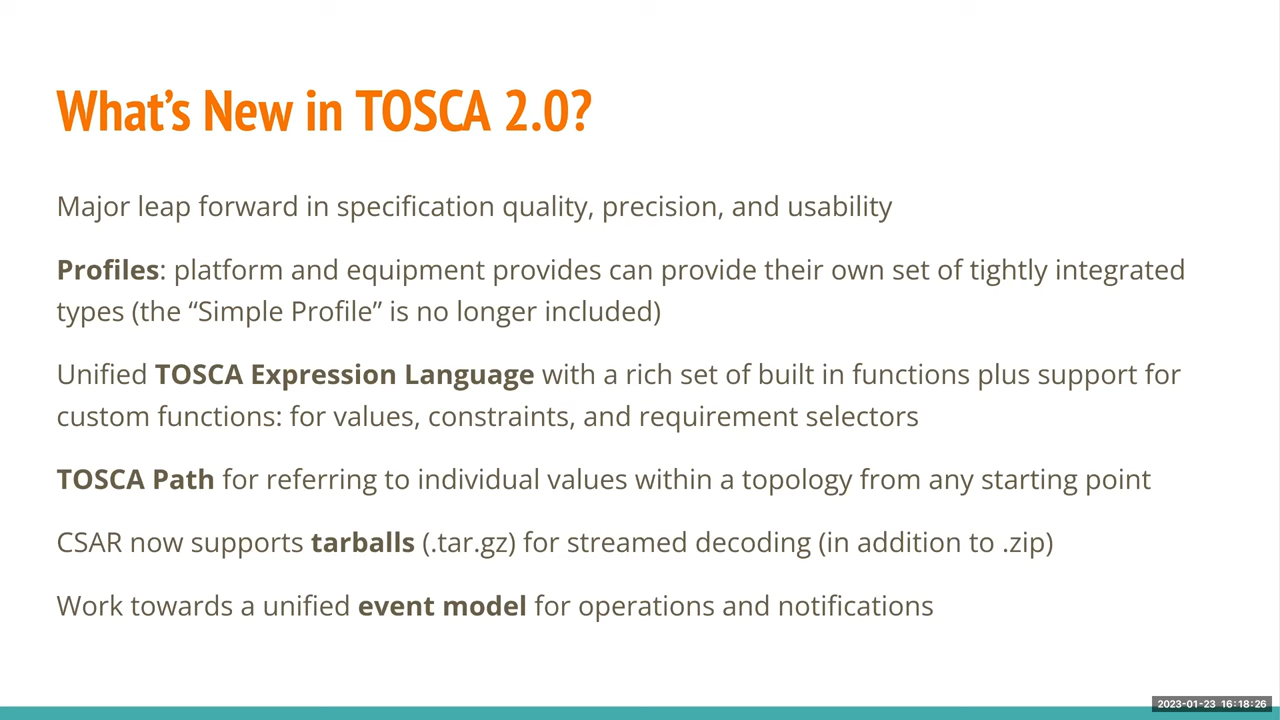 What’s New in TOSCA 2.0?
Major leap forward in specification quality, precision, and usability
Profiles: platform and equipment provides can provide their own set of tightly integrated
types (the “Simple Profile” is no longer included)
Unified TOSCA Expression Language with a rich set of built in functions plus support for
custom functions: for values, constraints, and requirement selectors
TOSCA Path for referring to individual values within a topology from any starting point
CSAR now supports tarballs (.tar.gz) for streamed decoding (in addition to .zip)
Work towards a unified event model for operations and notifications
2023-01-23 16:18:26